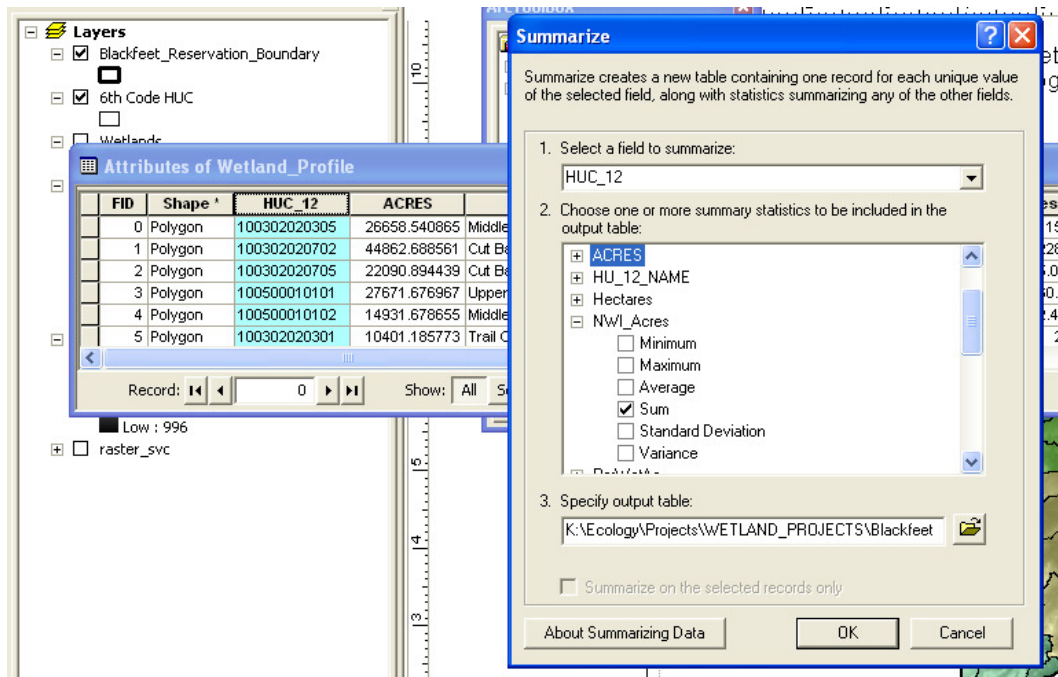 Layers
Blackfeet_Reservation_Boundary
6th Code HUC
Wetlands
Low : 996
raster_svc
Attributes of Wetland_Profile
FID Shape * HUC_12 ACRES
0 Polygon 100302020305 26658.540865 Middle
1 Polygon 100302020702 44862.688561 Cut Ba
2 Polygon 100302020705 22090.894439 Cut Ba
3 Polygon 100500010101 27671.676967 Upper
4 Polygon 100500010102 14931.678655 Middle
5 Polygon 100302020301 10401.185773 Trail C
Record: 0 Show: All Se
10
5
4
3
ArcToolbox
Summarize
Summarize creates a new table containing one record for each unique value
of the selected field, along with statistics summarizing any of the other fields.
1. Select a field to summarize:
HUC_12
2. Choose one or more summary statistics to be included in the
output table:
ACRES
HU_12_NAME
Hectares
NWI_Acres
Minimum
Maximum
Average
Sum
Standard Deviation
Variance
3. Specify output table:
K:\Ecology\Projects\WETLAND_PROJECTS\Blackfeet
Summarize on the selected records only
About Summarizing Data OK Cancel